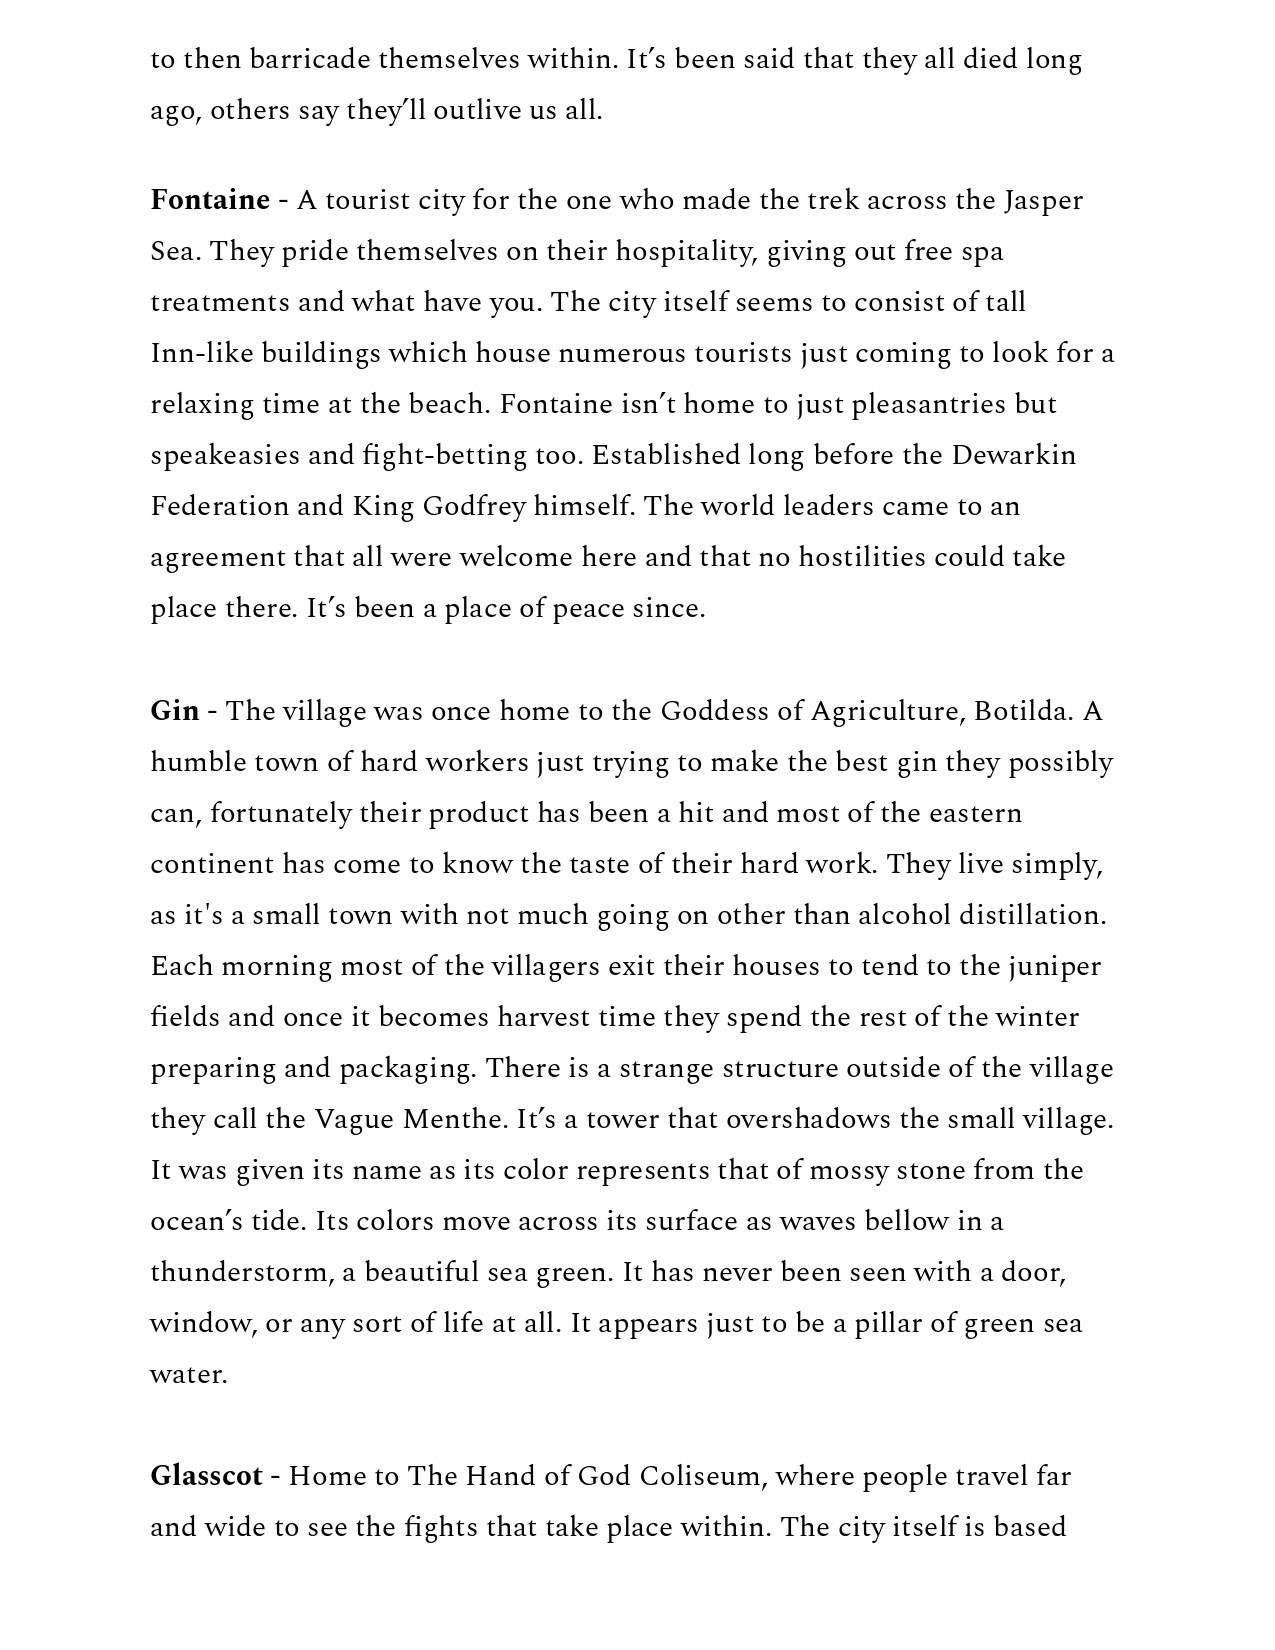 to then barricade themselves within. It’s been said that they all died long
ago, others say they’ll outlive us all.
Fontaine - A tourist city for the one who made the trek across the Jasper
Sea. They pride themselves on their hospitality, giving out free spa
treatments and what have you. The city itself seems to consist of tall
Inn-like buildings which house numerous tourists just coming to look for a
relaxing time at the beach. Fontaine isn’t home to just pleasantries but
speakeasies and fight-betting too. Established long before the Dewarkin
Federation and King Godfrey himself. The world leaders came to an
agreement that all were welcome here and that no hostilities could take
place there. It’s been a place of peace since.
Gin - The village was once home to the Goddess of Agriculture, Botilda. A
humble town of hard workers just trying to make the best gin they possibly
can, fortunately their product has been a hit and most of the eastern
continent has come to know the taste of their hard work. They live simply,
as it's a small town with not much going on other than alcohol distillation.
Each morning most of the villagers exit their houses to tend to the juniper
fields and once it becomes harvest time they spend the rest of the winter
preparing and packaging. There is a strange structure outside of the village
they call the Vague Menthe. It’s a tower that overshadows the small village.
It was given its name as its color represents that of mossy stone from the
ocean’s tide. Its colors move across its surface as waves bellow in a
thunderstorm, a beautiful sea green. It has never been seen with a door,
window, or any sort of life at all. It appears just to be a pillar of green sea
water.
Glasscot - Home to The Hand of God Coliseum, where people travel far
and wide to see the fights that take place within. The city itself is based